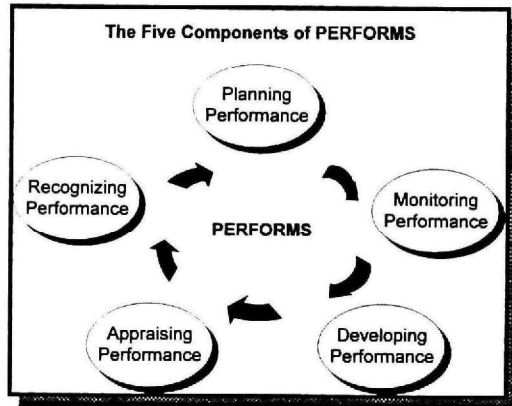 The Five Components of PERFORMS
Planning
Performance
Monitoring
Performance
Developing
Performance
Appraising
Performance
Recognizing
Performance
PERFORMS